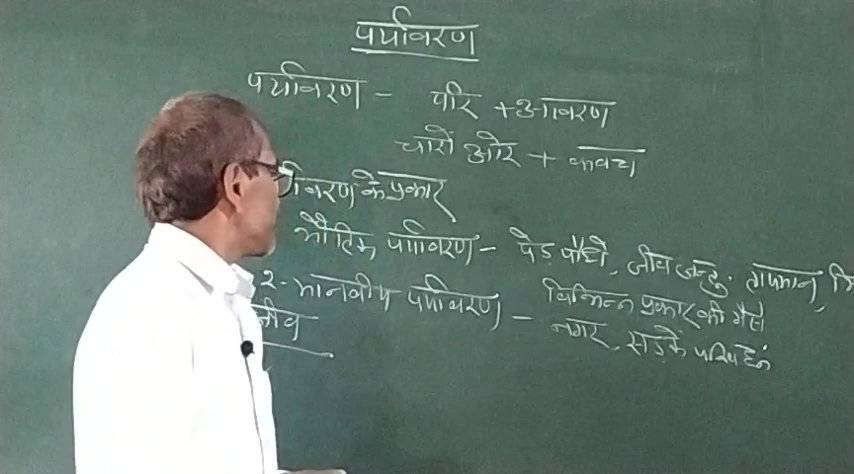 पर्यावरण
पर्यावरण - परि + आवरण
चारों ओर + कवच
के प्रकार
भौतिक पर्यावरण - पेड़ पौधे, जीव जन्तु, तापमान,
विभिन्न प्रकार की गैसें
2- मानवीय पर्यावरण - नगर, सड़कें परिवहन